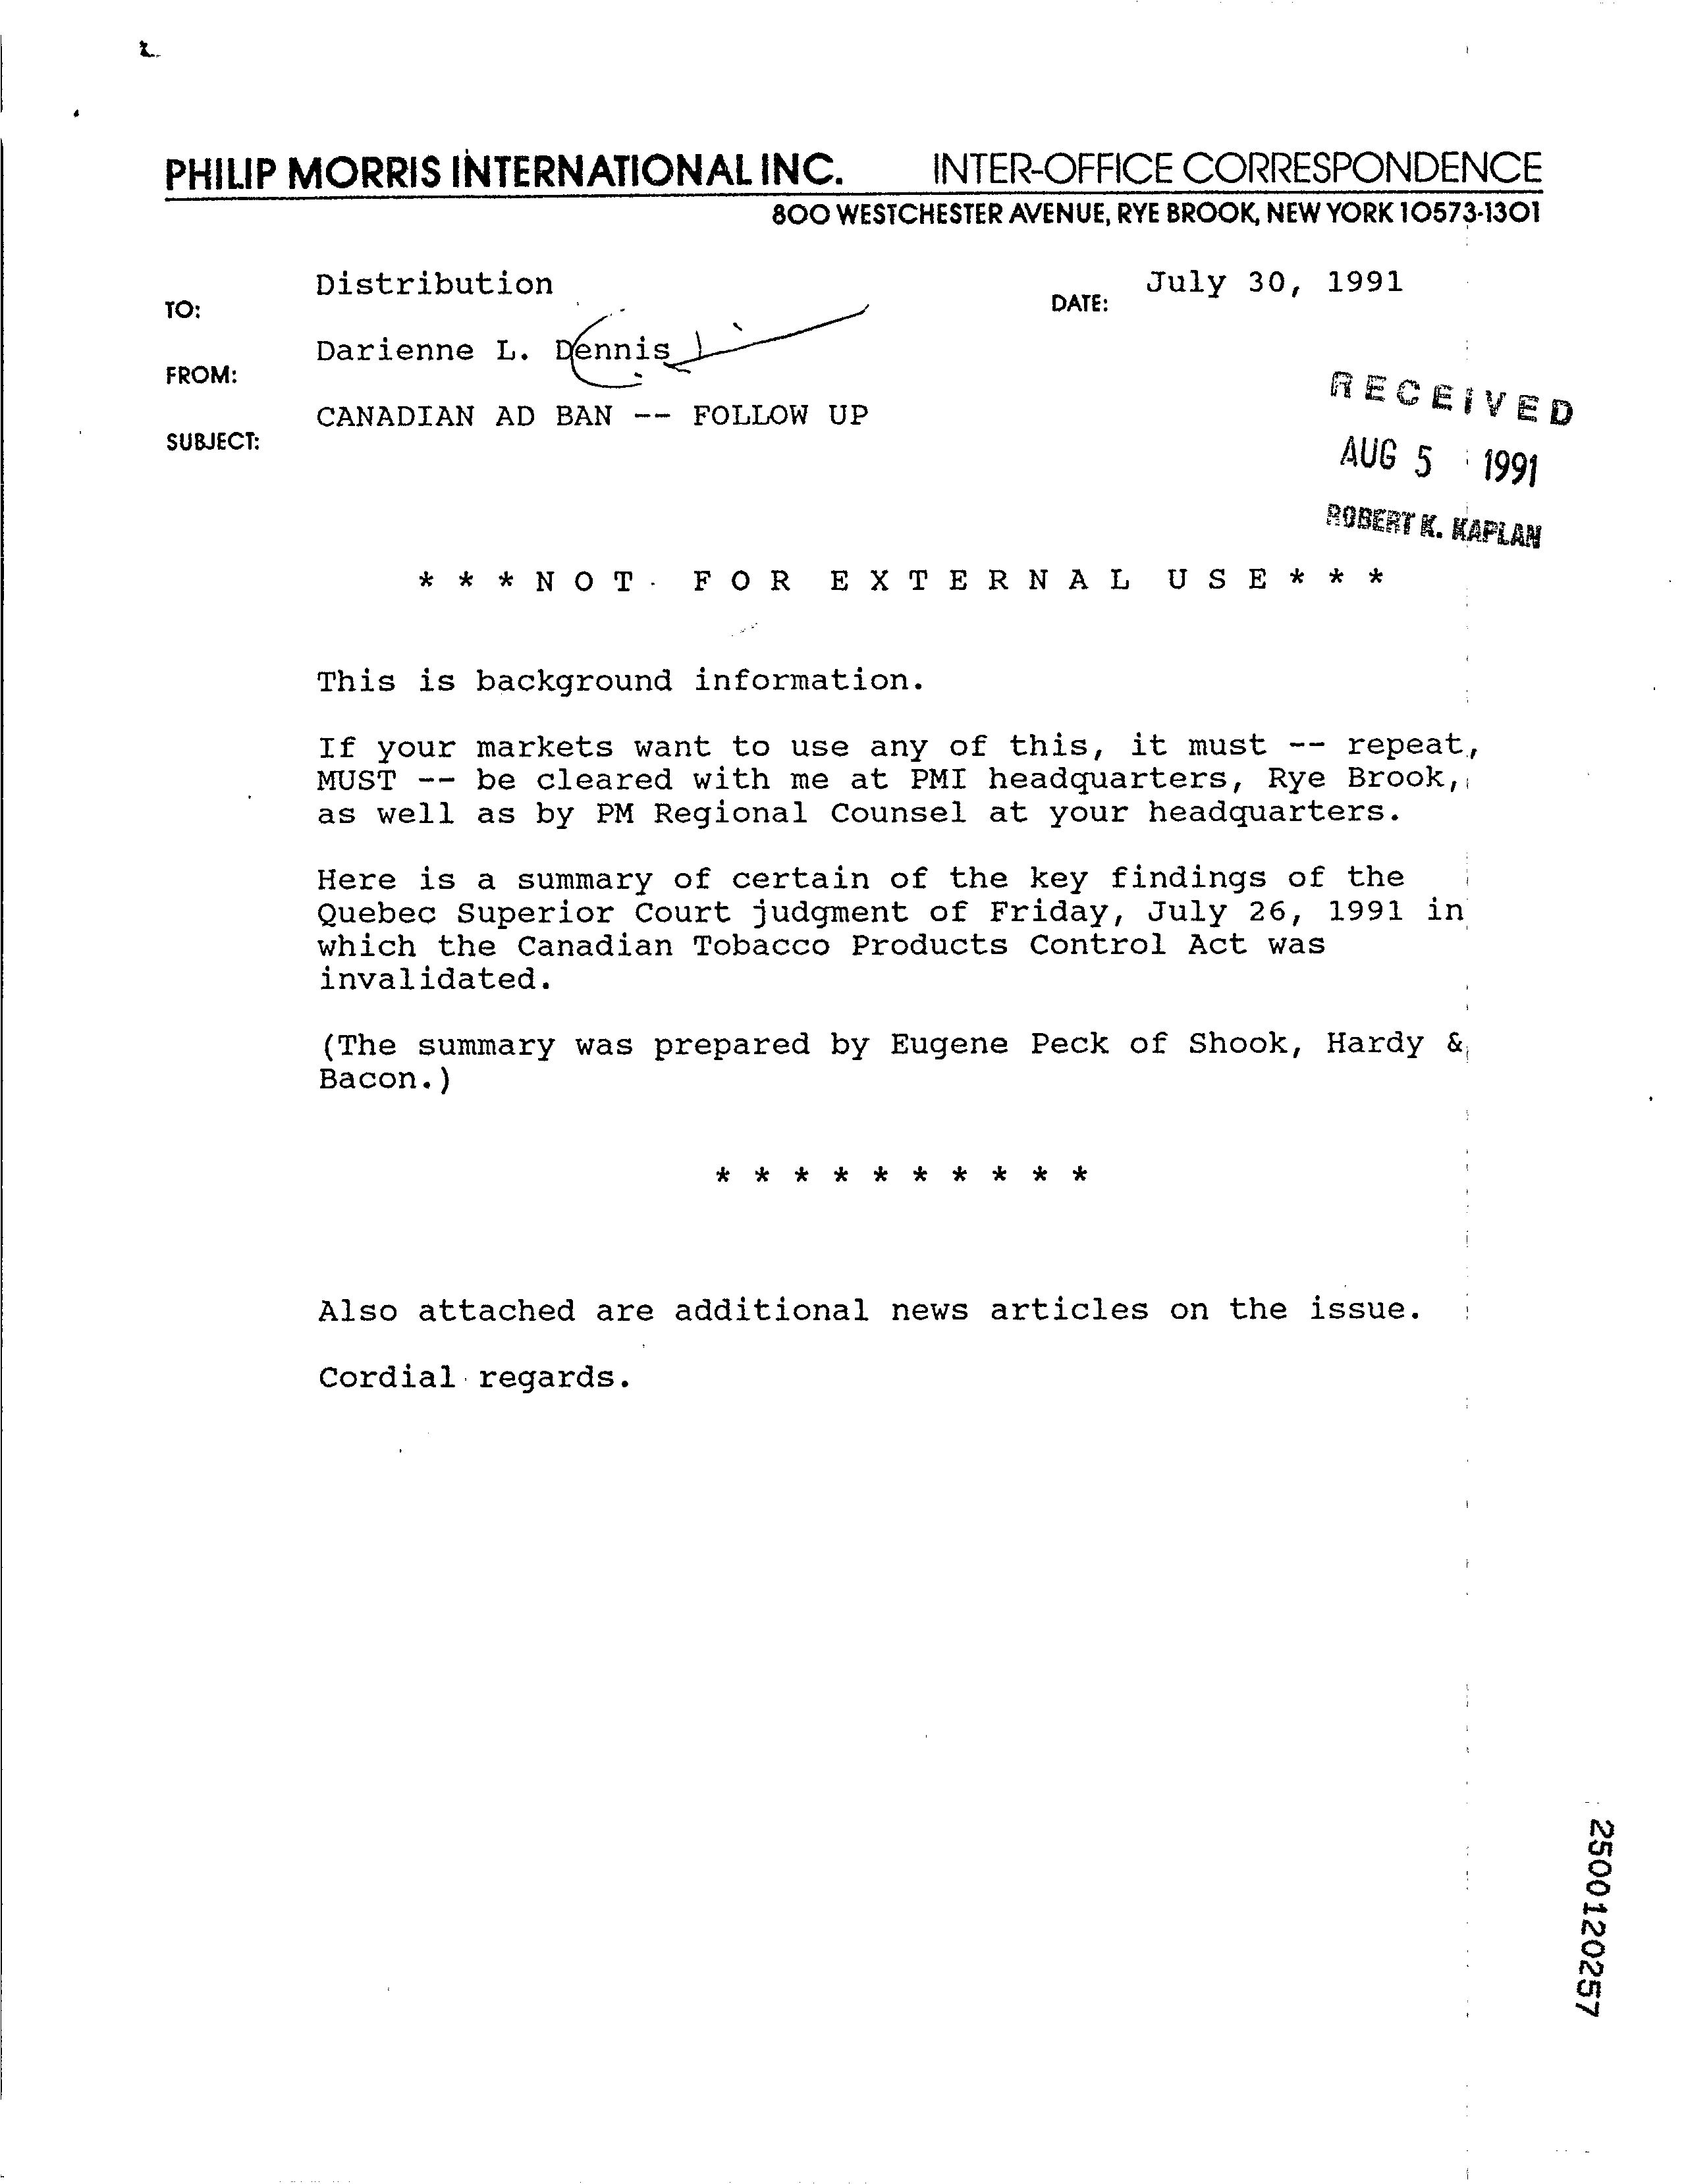 PHILIP MORRIS INTERNATIONAL INC. INTER-OFFICE CORRESPONDENCE
800 WESTCHESTER AVENUE, RYE BROOK, NEW YORK 10573-1301
TO: Distribution DATE: July 30, 1991
FROM: Darienne L. Dennis
SUBJECT: CANADIAN AD BAN -- FOLLOW UP
RECEIVED
AUG 5 1991
ROBERT K. KAPLAN
* * * N O T F O R E X T E R N A L U S E * * *
This is background information.
If your markets want to use any of this, it must -- repeat,
MUST -- be cleared with me at PMI headquarters, Rye Brook,
as well as by PM Regional Counsel at your headquarters.
Here is a summary of certain of the key findings of the
Quebec Superior Court judgment of Friday, July 26, 1991 in
which the Canadian Tobacco Products Control Act was
invalidated.
(The summary was prepared by Eugene Peck of Shook, Hardy &
Bacon.)
* * * * * * * * * *
Also attached are additional news articles on the issue.
Cordial regards.
2500120257